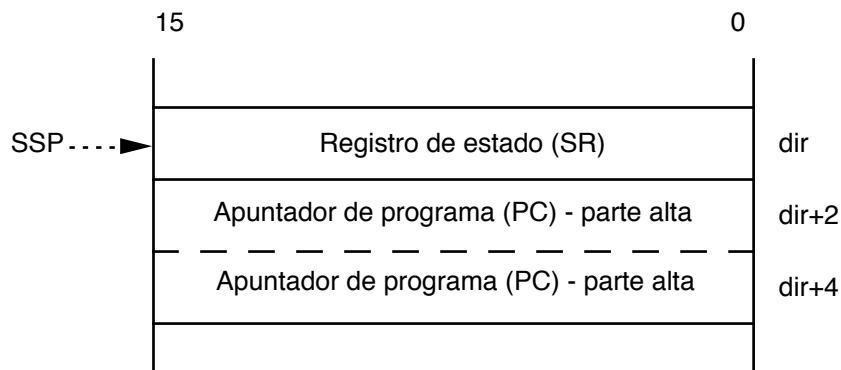 15 0
SSP Registro de estado (SR) dir
Apuntador de programa (PC) - parte alta dir+2
Apuntador de programa (PC) - parte alta dir+4